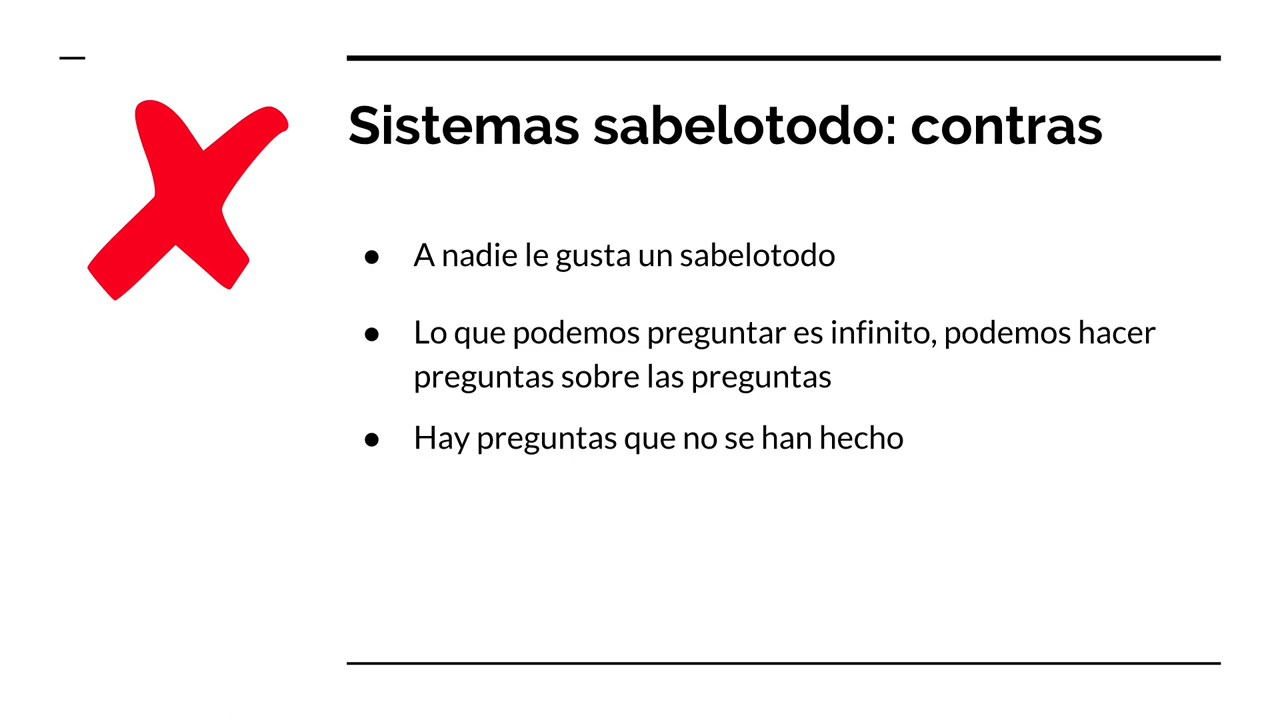 Sistemas sabelotodo: contras
● A nadie le gusta un sabelotodo
● Lo que podemos preguntar es infinito, podemos hacer
preguntas sobre las preguntas
● Hay preguntas que no se han hecho